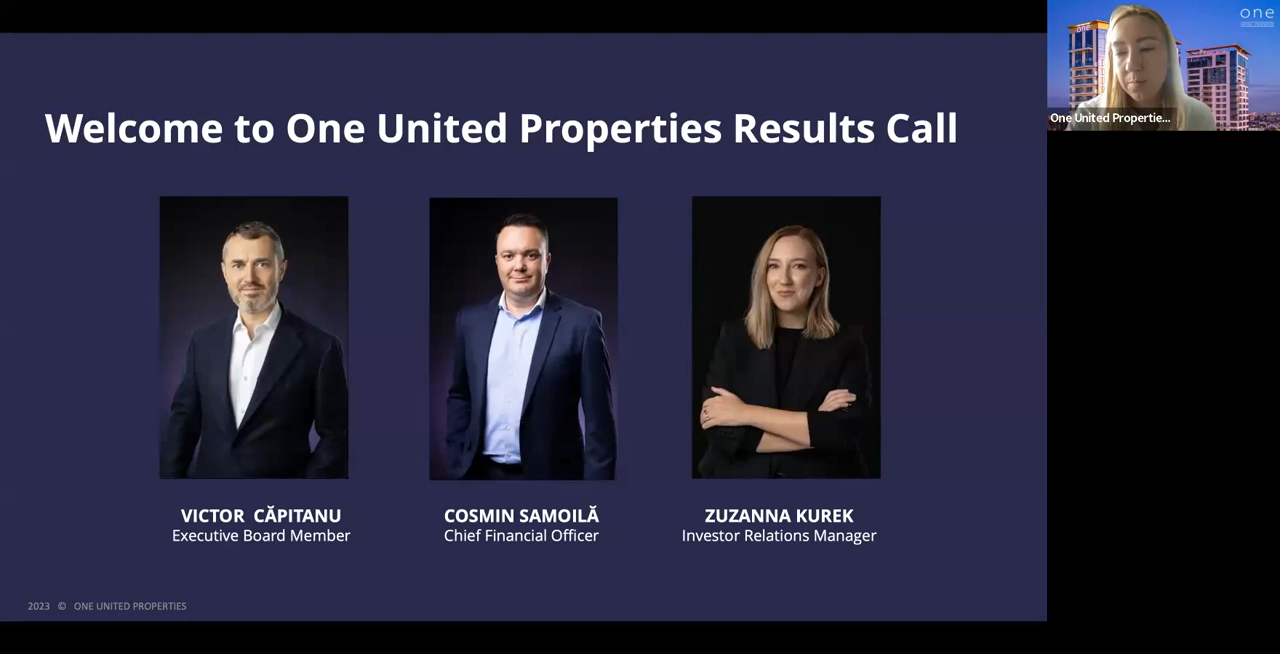 Welcome to One United Properties Results Call
one
one
One United Propertie...
VICTOR CĂPITANU
Executive Board Member
COSMIN SAMOILĂ
Chief Financial Officer
ZUZANNA KUREK
Investor Relations Manager
2023 © ONE UNITED PROPERTIES